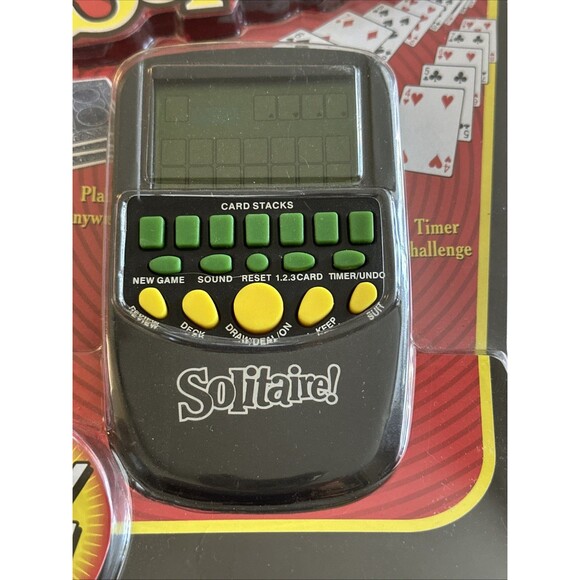 CARD STACKS
NEW GAME SOUND RESET 1.2.3CARD TIMER/UNDO
REVIEW DECK DRAW/DEAL/ON KEEP SUIT
Solitaire!
Timer